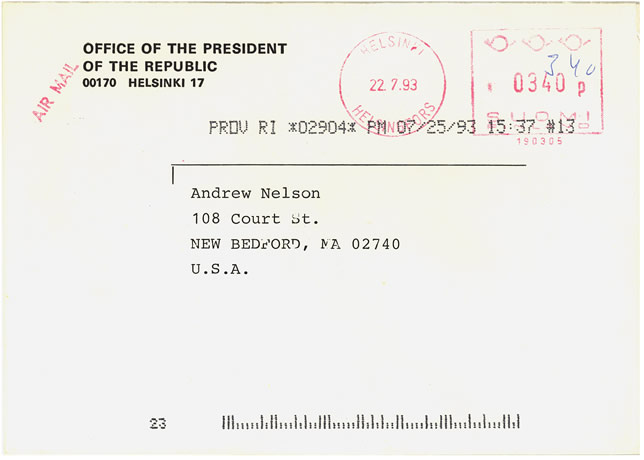 OFFICE OF THE PRESIDENT
OF THE REPUBLIC
00170 HELSINKI 17
AIR MAIL
HELSINKI
22.7.93
HELSINGFORS
340
0340 p
SUOMI
190305
PROV RI *02904* PM 07/25/93 15:37 #13
Andrew Nelson
108 Court St.
NEW BEDFORD, MA 02740
U.S.A.
23